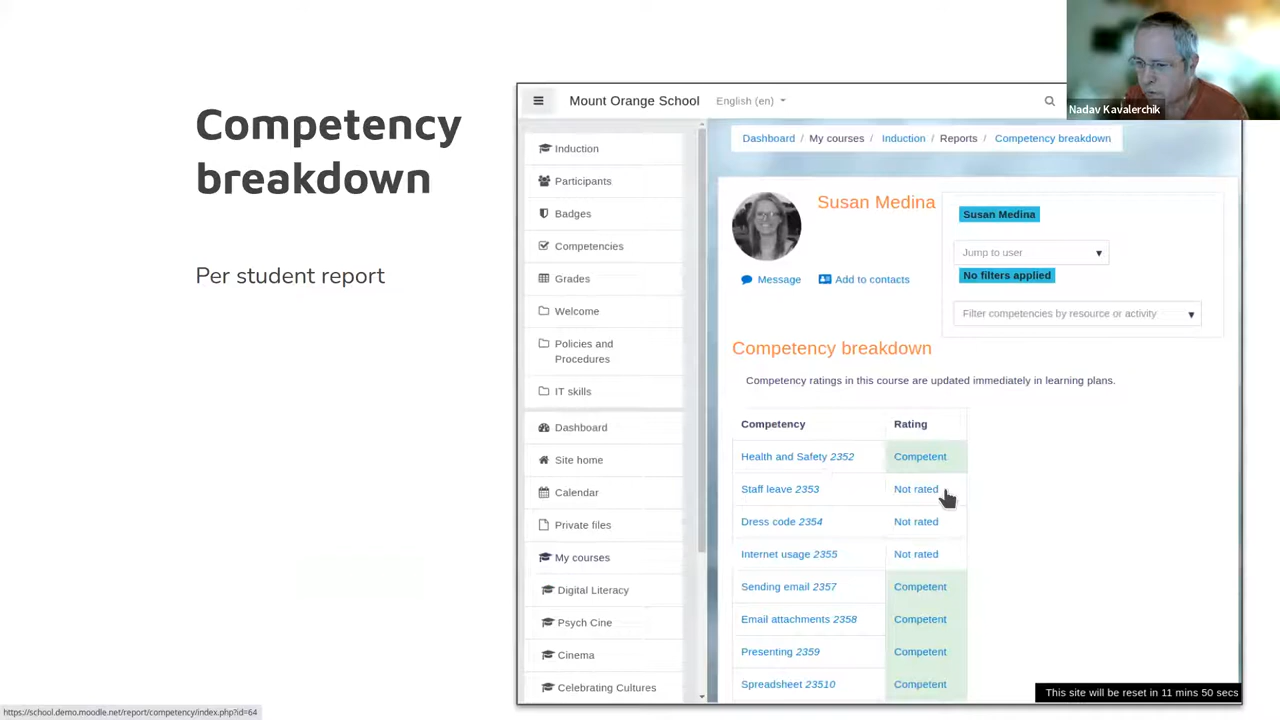 Competency
breakdown
Per student report
Mount Orange School English (en)
Nadav Kavalerchik
Induction
Participants
Badges
Competencies
Grades
Welcome
Policies and
Procedures
IT skills
Dashboard
Site home
Calendar
Private files
My courses
Digital Literacy
Psych Cine
Cinema
Celebrating Cultures
Dashboard / My courses / Induction / Reports / Competency breakdown
Susan Medina
Message Add to contacts
Susan Medina
Jump to user
No filters applied
Filter competencies by resource or activity
Competency breakdown
Competency ratings in this course are updated immediately in learning plans.
Competency Rating
Health and Safety 2352 Competent
Staff leave 2353 Not rated
Dress code 2354 Not rated
Internet usage 2355 Not rated
Sending email 2357 Competent
Email attachments 2358 Competent
Presenting 2359 Competent
Spreadsheet 23510 Competent
This site will be reset in 11 mins 50 secs
https://school.demo.moodle.net/report/competency/index.php?id=64